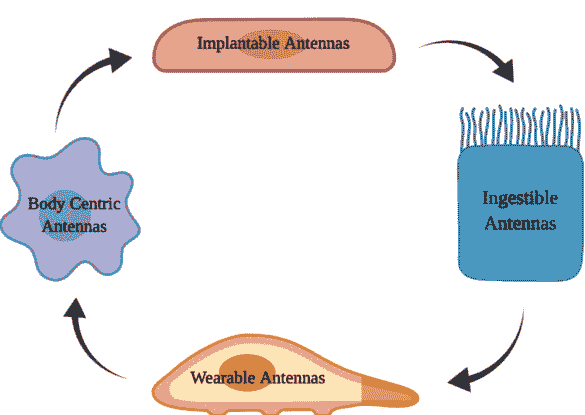 Implantable Antennas
Ingestible
Antennas
Body Centric
Antennas
Wearable Antennas